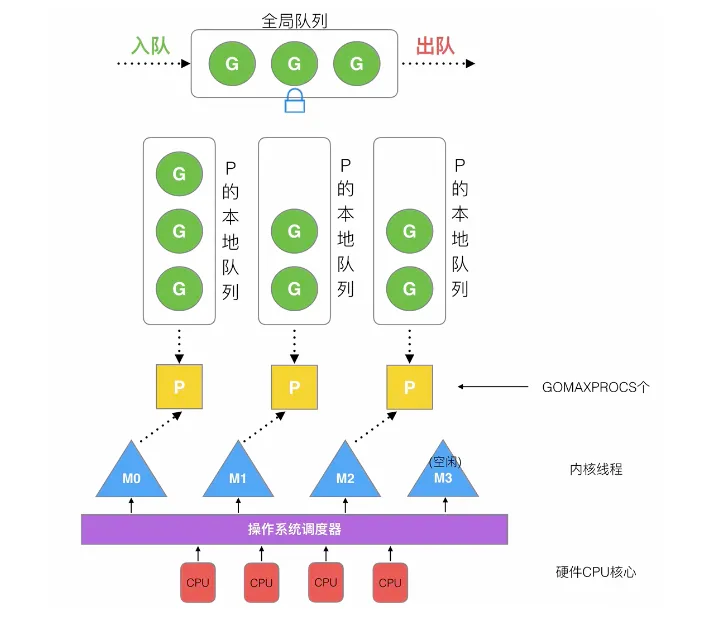 全局队列
入队
出队
G G G
G
G G G
G G G
P的本地队列
P的本地队列
P的本地队列
P P P
GOMAXPROCS个
(空闲)
M0 M1 M2 M3
内核线程
操作系统调度器
CPU CPU CPU CPU
硬件CPU核心